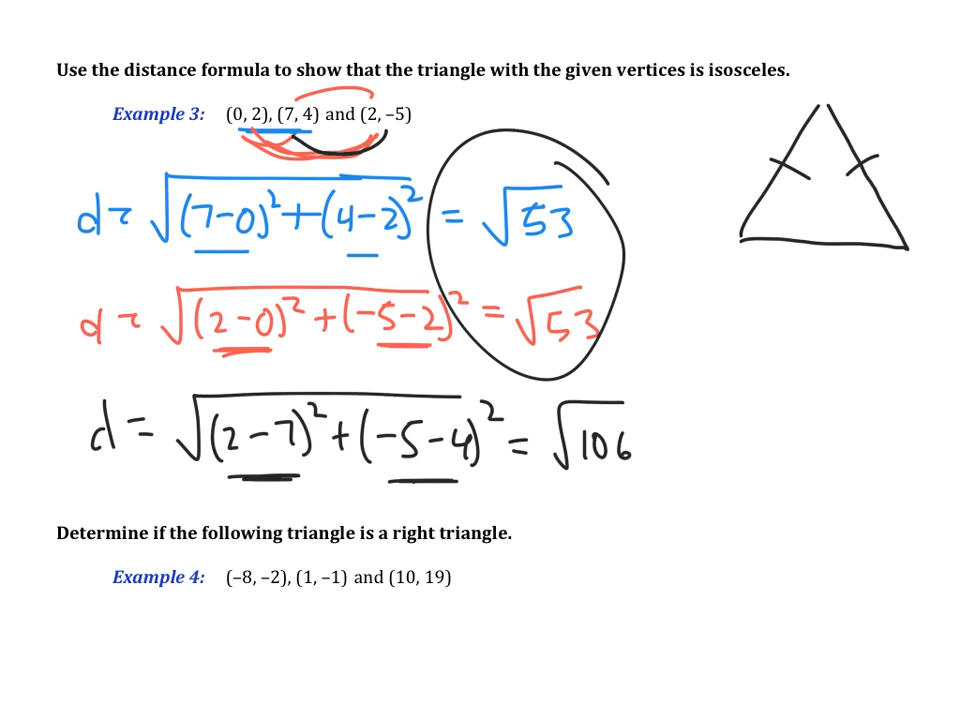 Use the distance formula to show that the triangle with the given vertices is isosceles.
Example 3: (0, 2), (7, 4) and (2, –5)
d = √(7-0)² + (4-2)² = √53
d = √(2-0)² + (-5-2)² = √53
d = √(2-7)² + (-5-4)² = √106
Determine if the following triangle is a right triangle.
Example 4: (–8, –2), (1, –1) and (10, 19)